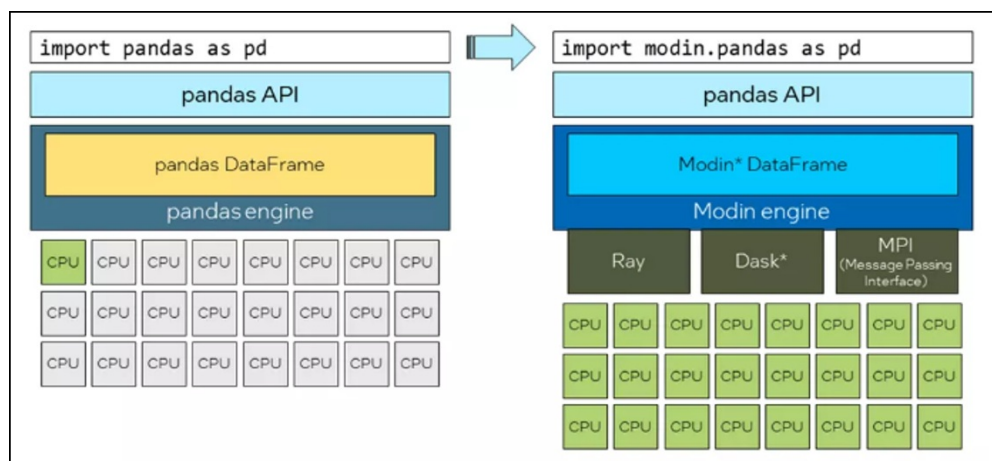 import pandas as pd
pandas API
pandas DataFrame
pandas engine
CPU CPU CPU CPU CPU CPU CPU CPU
CPU CPU CPU CPU CPU CPU CPU CPU
CPU CPU CPU CPU CPU CPU CPU CPU
import modin.pandas as pd
pandas API
Modin* DataFrame
Modin engine
Ray
Dask*
MPI
(Message Passing
Interface)
CPU CPU CPU CPU CPU CPU CPU CPU
CPU CPU CPU CPU CPU CPU CPU CPU
CPU CPU CPU CPU CPU CPU CPU CPU